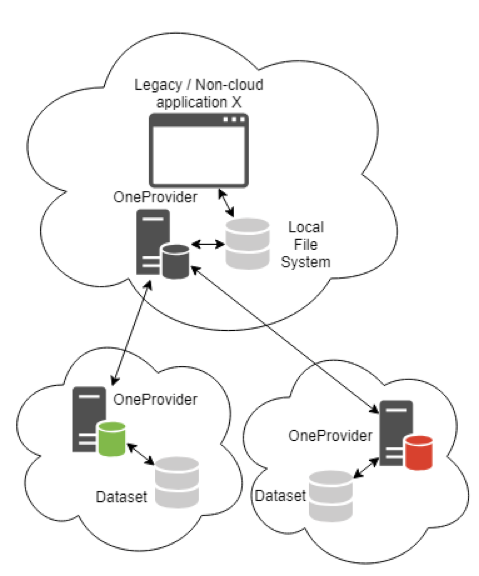 Legacy / Non-cloud
application X
OneProvider
Local
File
System
OneProvider
Dataset
OneProvider
Dataset